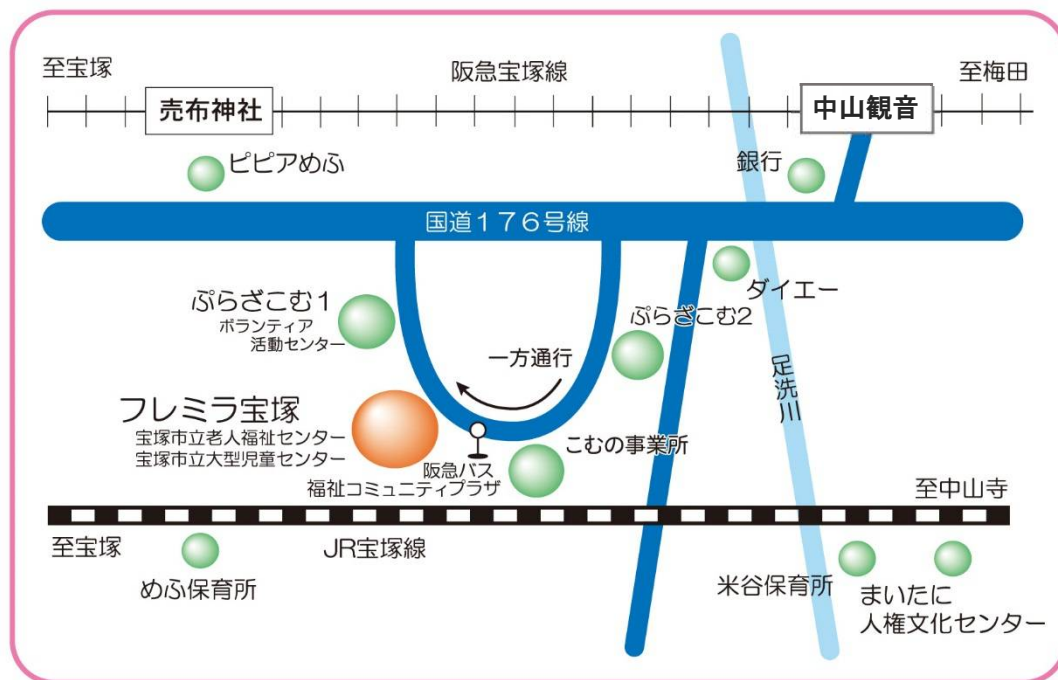 至宝塚
阪急宝塚線
至梅田
売布神社
中山観音
ピピアめふ
銀行
国道１７６号線
ダイエー
ぷらざこむ１
ボランティア
活動センター
ぷらざこむ2
一方通行
足洗川
フレミラ宝塚
宝塚市立老人福祉センター
宝塚市立大型児童センター
こむの事業所
阪急バス
福祉コミュニティプラザ
至中山寺
至宝塚
JR宝塚線
めふ保育所
米谷保育所
まいたに
人権文化センター